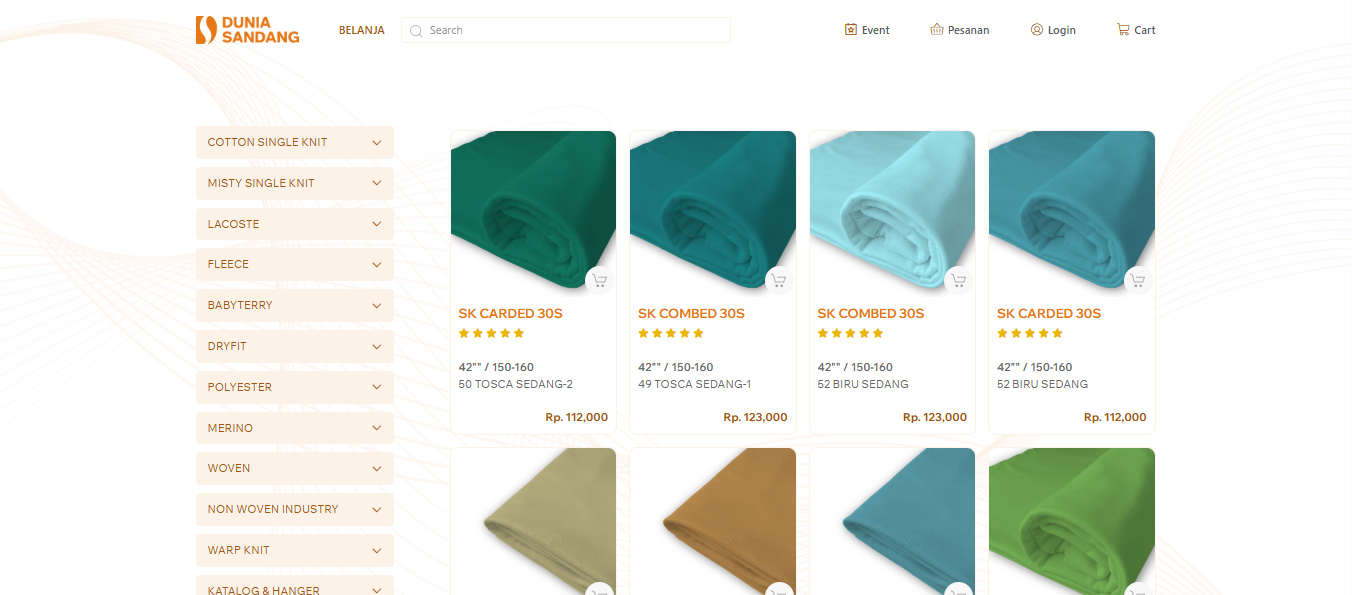 DUNIA
SANDANG
BELANJA
Search
Event
Pesanan
Login
Cart
COTTON SINGLE KNIT
MISTY SINGLE KNIT
LACOSTE
FLEECE
BABYTERRY
DRYFIT
POLYESTER
MERINO
WOVEN
NON WOVEN INDUSTRY
WARP KNIT
KATALOG & HANGER
SK CARDED 30S
42"" / 150-160
50 TOSCA SEDANG-2
Rp. 112,000
SK COMBED 30S
42"" / 150-160
49 TOSCA SEDANG-1
Rp. 123,000
SK COMBED 30S
42"" / 150-160
52 BIRU SEDANG
Rp. 123,000
SK CARDED 30S
42"" / 150-160
52 BIRU SEDANG
Rp. 112,000